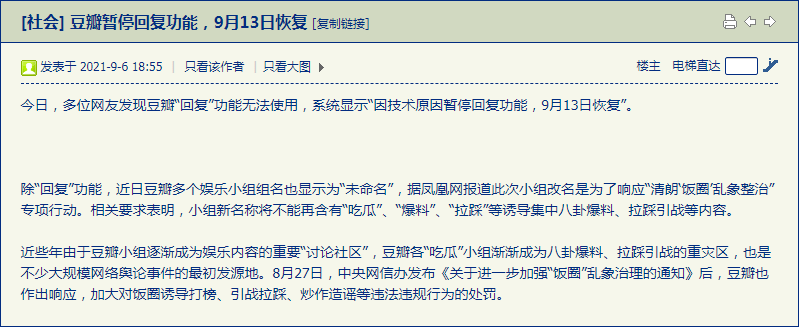 [社会] 豆瓣暂停回复功能，9月13日恢复 [复制链接]
发表于 2021-9-6 18:55 | 只看该作者 | 只看大图 楼主 电梯直达
今日，多位网友发现豆瓣“回复”功能无法使用，系统显示“因技术原因暂停回复功能，9月13日恢复”。
除“回复”功能，近日豆瓣多个娱乐小组组名也显示为“未命名”，据凤凰网报道此次小组改名是为了响应“清朗‘饭圈’乱象整治”
专项行动。相关要求表明，小组新名称将不能再含有“吃瓜”、“爆料”、“拉踩”等诱导集中八卦爆料、拉踩引战等内容。
近些年由于豆瓣小组逐渐成为娱乐内容的重要“讨论社区”，豆瓣各“吃瓜”小组渐渐成为八卦爆料、拉踩引战的重灾区，也是
不少大规模网络舆论事件的最初发源地。8月27日，中央网信办发布《关于进一步加强“饭圈”乱象治理的通知》后，豆瓣也
作出响应，加大对饭圈诱导打榜、引战拉踩、炒作造谣等违法违规行为的处罚。